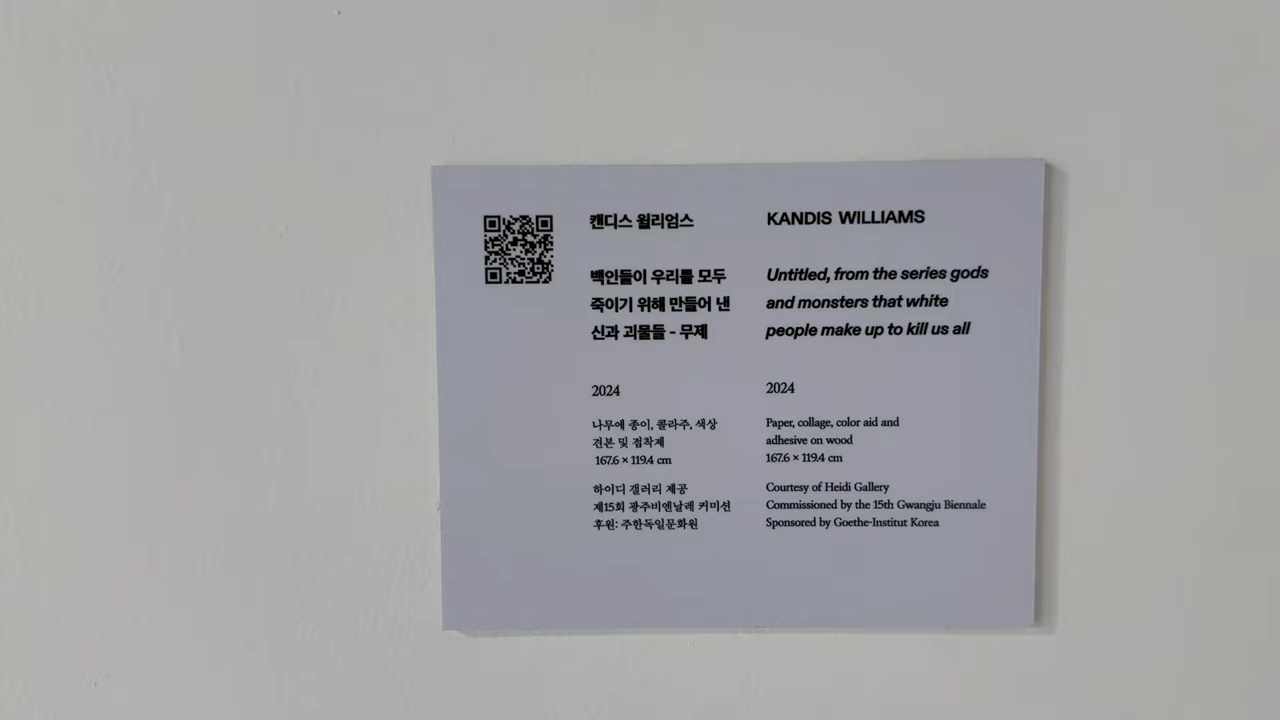 캔디스 윌리엄스
백인들이 우리를 모두
죽이기 위해 만들어 낸
신과 괴물들 - 무제
2024
나무에 종이, 콜라주, 색상
견본 및 접착제
167.6 × 119.4 cm
하이디 갤러리 제공
제15회 광주비엔날레 커미션
후원: 주한독일문화원
KANDIS WILLIAMS
Untitled, from the series gods
and monsters that white
people make up to kill us all
2024
Paper, collage, color aid and
adhesive on wood
167.6 × 119.4 cm
Courtesy of Heidi Gallery
Commissioned by the 15th Gwangju Biennale
Sponsored by Goethe-Institut Korea